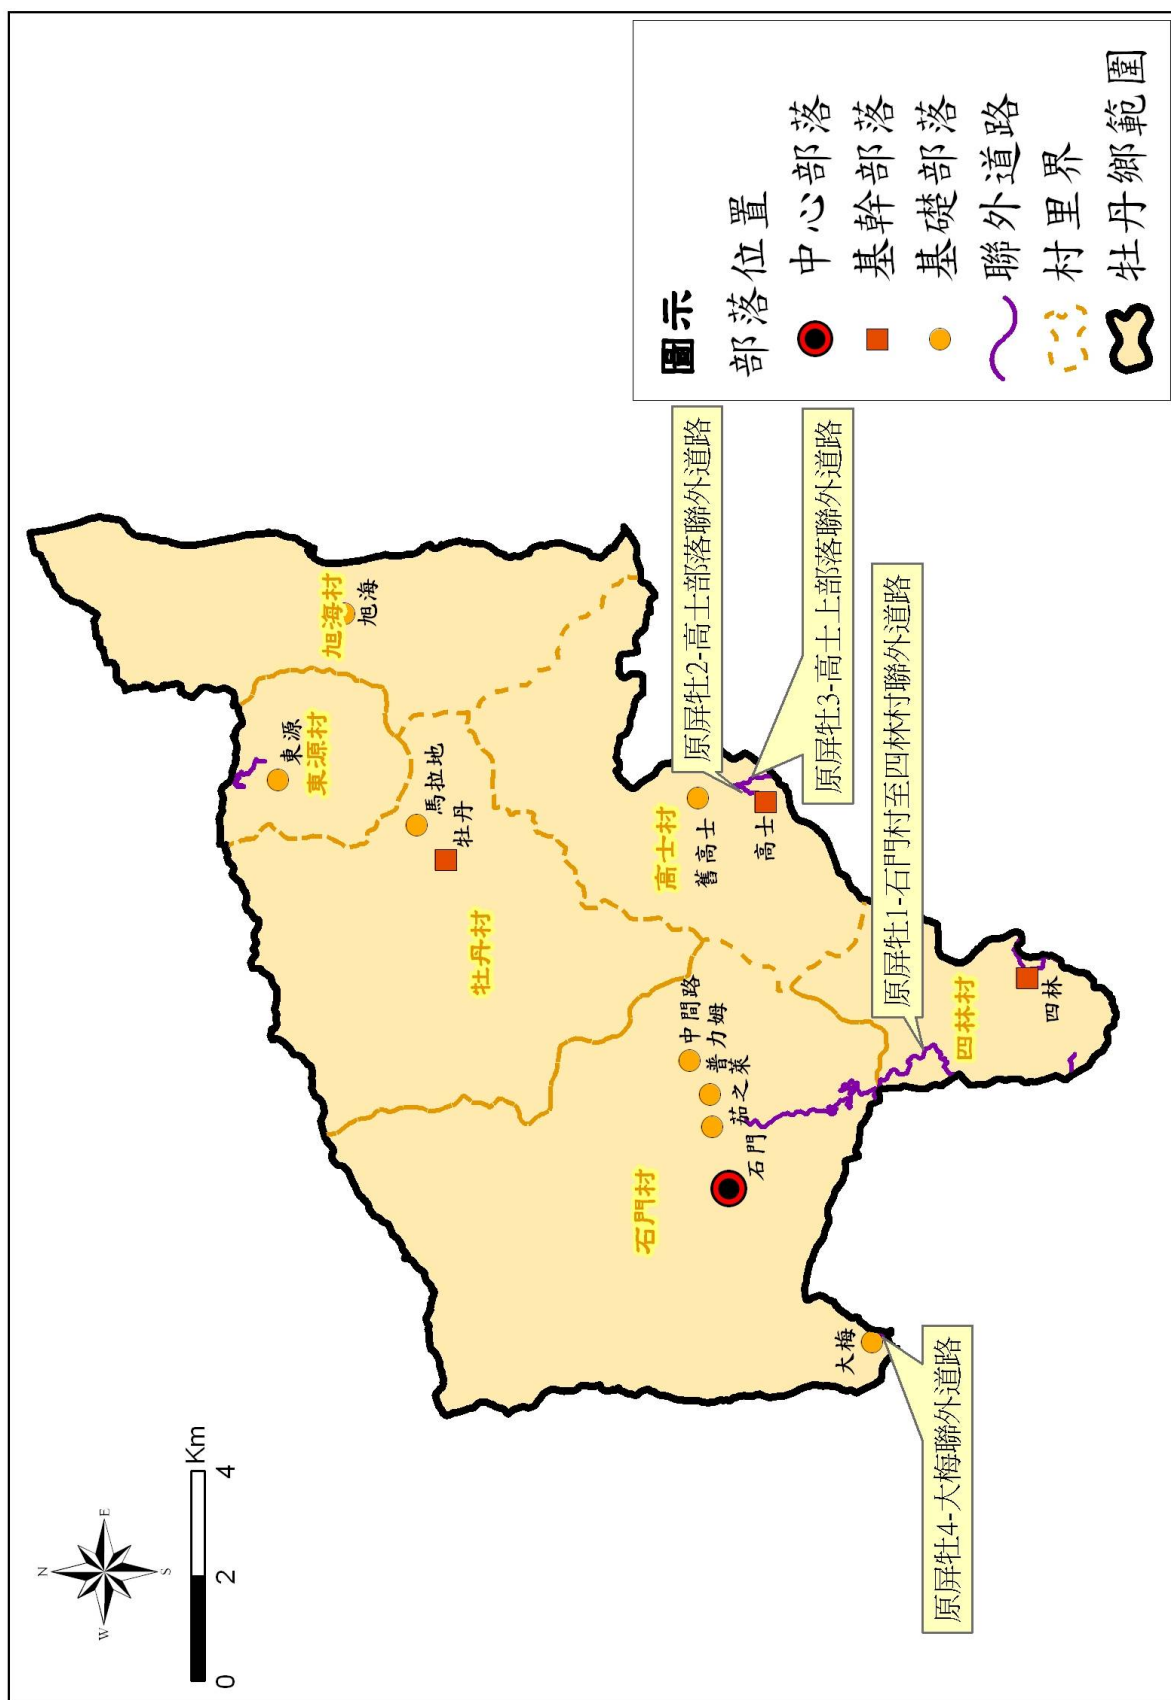 N
W
E
S
0
2
4
Km
旭海村
旭海
東源
東源村
馬拉地
牡丹
牡丹村
高士村
舊高士
高士
中間路
普力姆
茹之萊
石門
石門村
四林村
四林
大梅
原屏牡2-高士部落聯外道路
原屏牡3-高士上部落聯外道路
原屏牡1-石門村至四林村聯外道路
原屏牡4-大梅聯外道路
圖示
部落位置
中心部落
基幹部落
基礎部落
聯外道路
村里界
牡丹鄉範圍